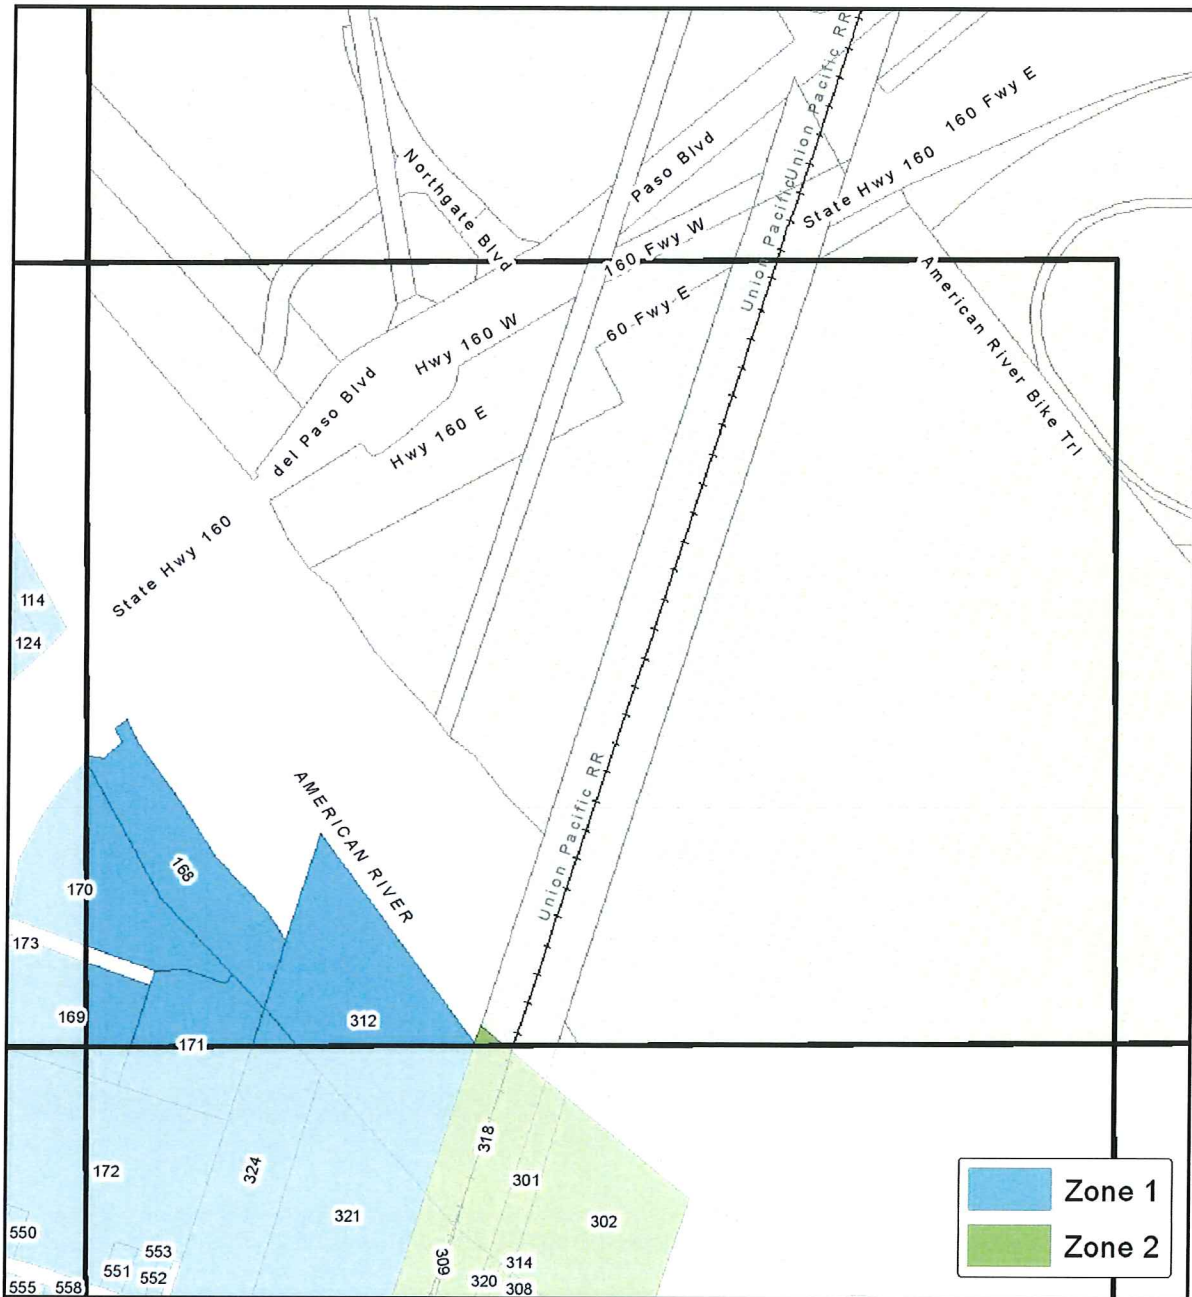 Union Pacific RR
160 Fwy E
Northgate Blvd
Paso Blvd
State Hwy 160
160 Fwy W
Union Pacific
American River Bike Trl
Hwy 160 W
60 Fwy E
del Paso Blvd
Hwy 160 E
State Hwy 160
114
124
AMERICAN RIVER
Union Pacific RR
168
170
173
169
312
171
318
172
324
301
321
302
550
553
309
314
551
552
320
308
555
558
Zone 1
Zone 2